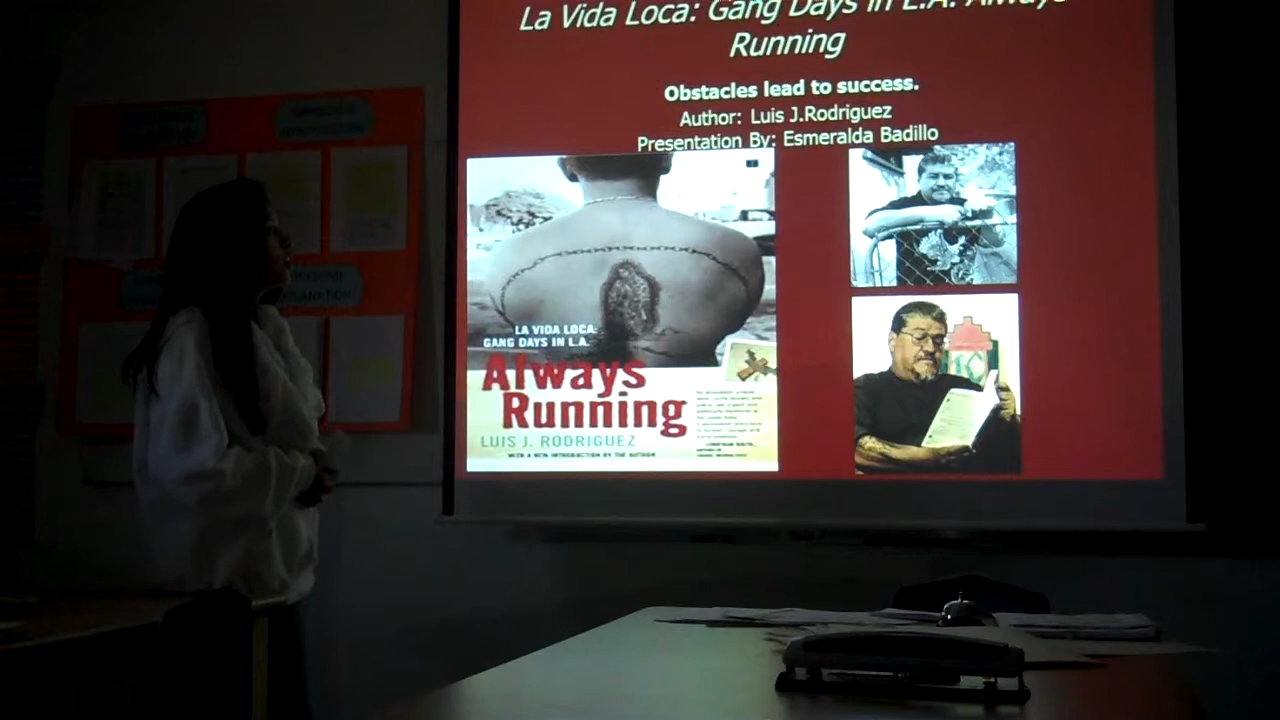 La Vida Loca: Gang Days in L.A. Always
Running
Obstacles lead to success.
Author: Luis J.Rodriguez
Presentation By: Esmeralda Badillo
LA VIDA LOCA:
GANG DAYS IN L.A.
Always
Running
LUIS J. RODRIGUEZ
WITH A NEW INTRODUCTION BY THE AUTHOR